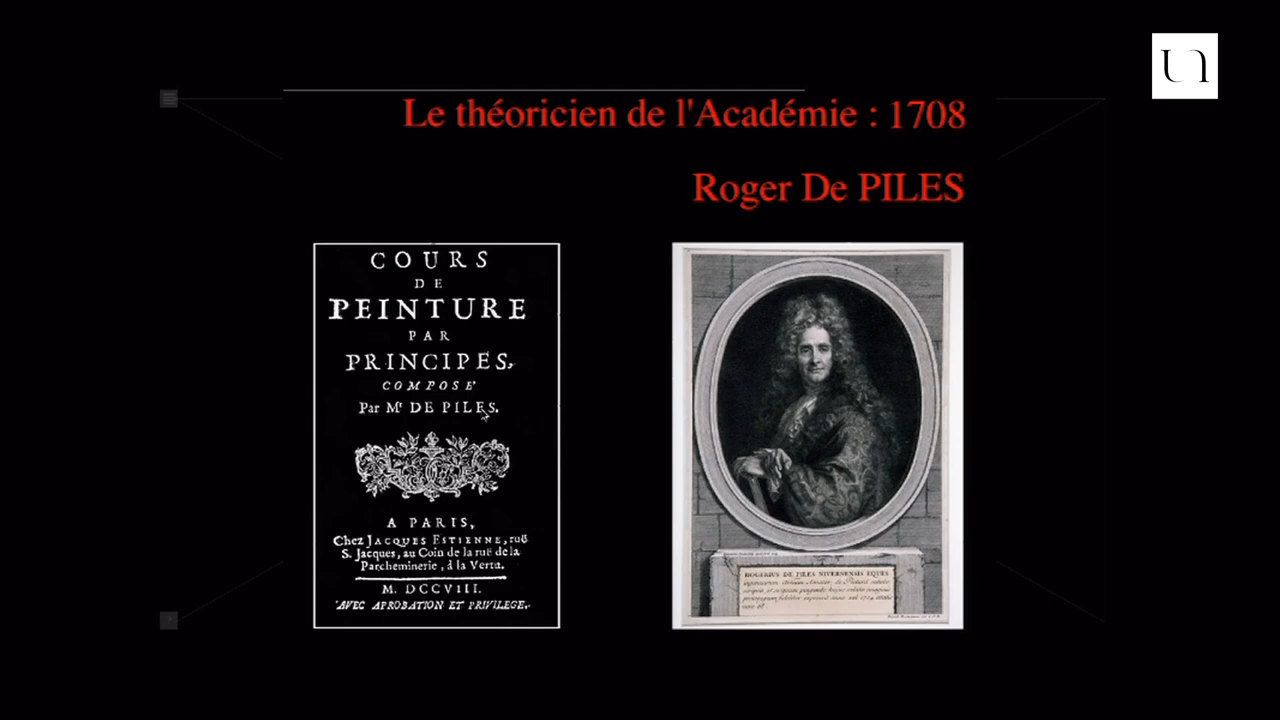 Le théoricien de l'Académie : 1708
Roger De PILES
COURS
DE
PEINTURE
PAR
PRINCIPES,
COMPOSE'
Par Mr DE PILES.
A PARIS,
Chez JACQUES ESTIENNE, ruë
S. Jacques, au Coin de la ruë de la
Parcheminerie, à la Vertu.
M. DCCVIII.
AVEC APROBATION ET PRIVILEGE.
ROGERIUS DE PILES NIVERNENSIS EQUES